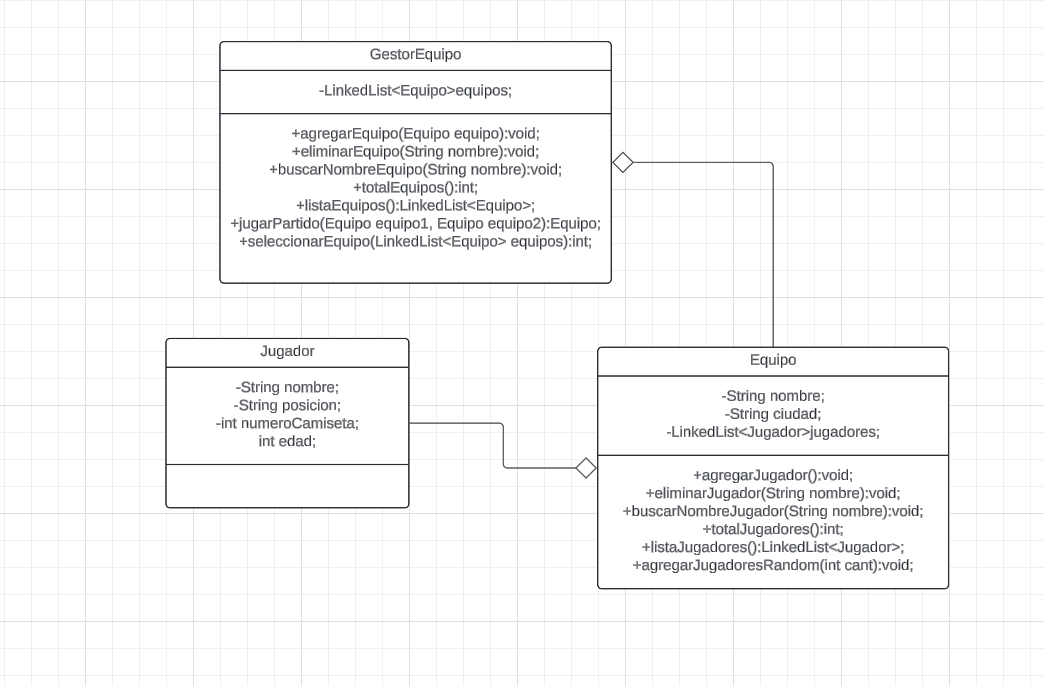 GestorEquipo
-LinkedList<Equipo>equipos;
+agregarEquipo(Equipo equipo):void;
+eliminarEquipo(String nombre):void;
+buscarNombreEquipo(String nombre):void;
+totalEquipos():int;
+listaEquipos():LinkedList<Equipo>;
+jugarPartido(Equipo equipo1, Equipo equipo2):Equipo;
+seleccionarEquipo(LinkedList<Equipo> equipos):int;
Jugador
-String nombre;
-String posicion;
-int numeroCamiseta;
int edad;
Equipo
-String nombre;
-String ciudad;
-LinkedList<Jugador>jugadores;
+agregarJugador():void;
+eliminarJugador(String nombre):void;
+buscarNombreJugador(String nombre):void;
+totalJugadores():int;
+listaJugadores():LinkedList<Jugador>;
+agregarJugadoresRandom(int cant):void;